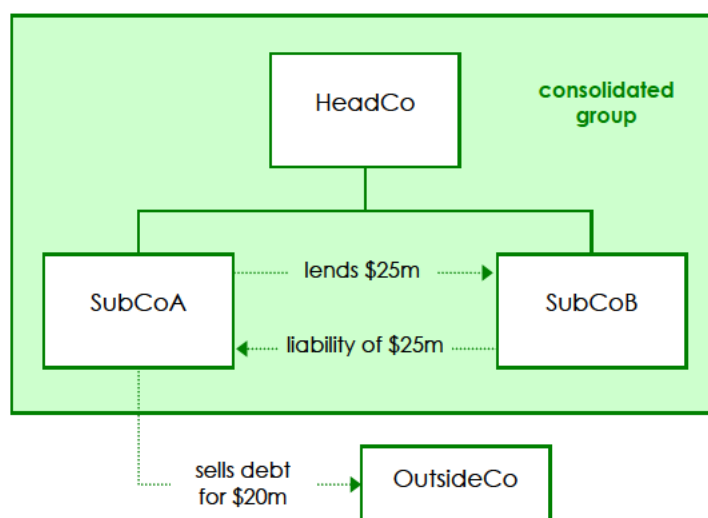 HeadCo
consolidated
group
SubCoA
lends $25m
SubCoB
liability of $25m
sells debt
for $20m
OutsideCo